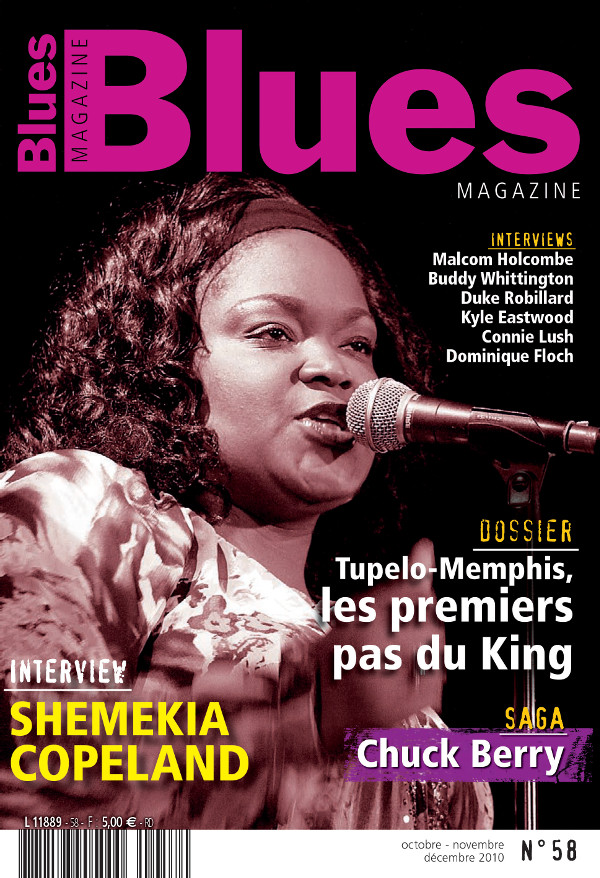 Blues
MAGAZINE
Blues
MAGAZINE
INTERVIEWS
Malcom Holcombe
Buddy Whittington
Duke Robillard
Kyle Eastwood
Connie Lush
Dominique Floch
DOSSIER
Tupelo-Memphis,
les premiers
pas du King
INTERVIEW
SHEMEKIA
COPELAND
SAGA
Chuck Berry
L 11889 - 58 - F: 5,00 € - RD
octobre - novembre
décembre 2010
N° 58